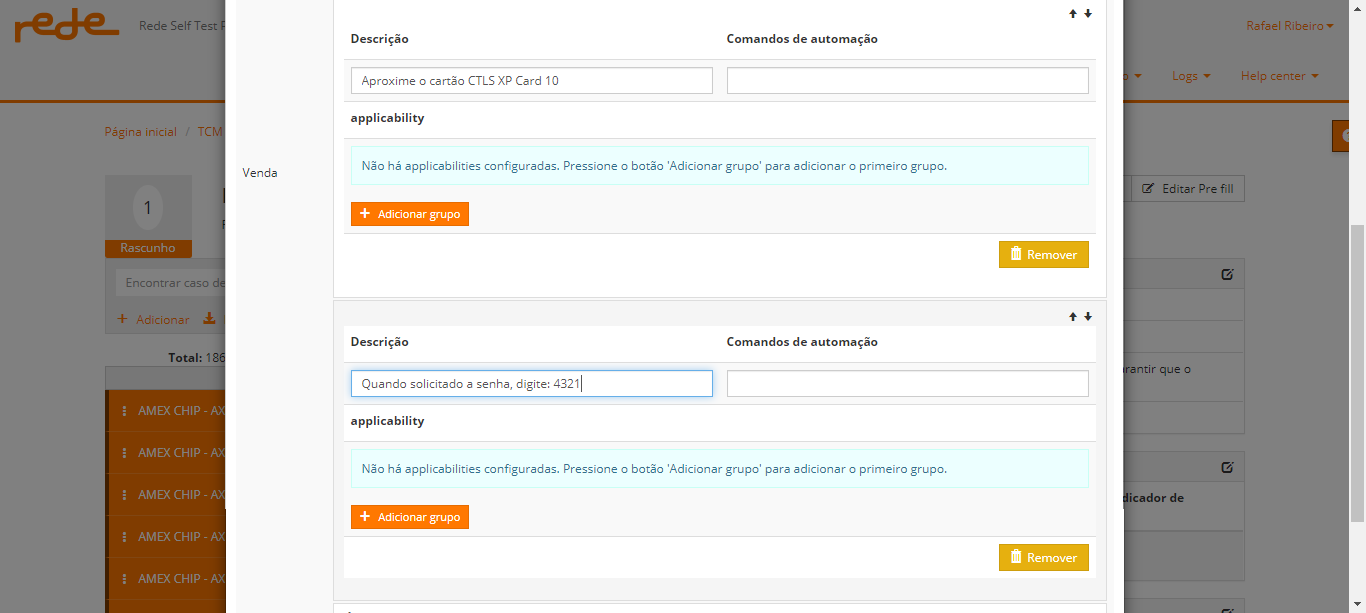 rede
Rede Self Test
Rafael Ribeiro
Logs
Help center
Página inicial / TCM
Editar Pre fill
1
Rascunho
Encontrar caso de
Adicionar
Total: 186
AMEX CHIP - AX
AMEX CHIP - AX
AMEX CHIP - AX
AMEX CHIP - AX
AMEX CHIP - AX
Venda
Descrição
Comandos de automação
Aproxime o cartão CTLS XP Card 10
applicability
Não há applicabilities configuradas. Pressione o botão 'Adicionar grupo' para adicionar o primeiro grupo.
Adicionar grupo
Remover
Descrição
Comandos de automação
Quando solicitado a senha, digite: 4321
applicability
Não há applicabilities configuradas. Pressione o botão 'Adicionar grupo' para adicionar o primeiro grupo.
Adicionar grupo
Remover
rantir que o
dicador de